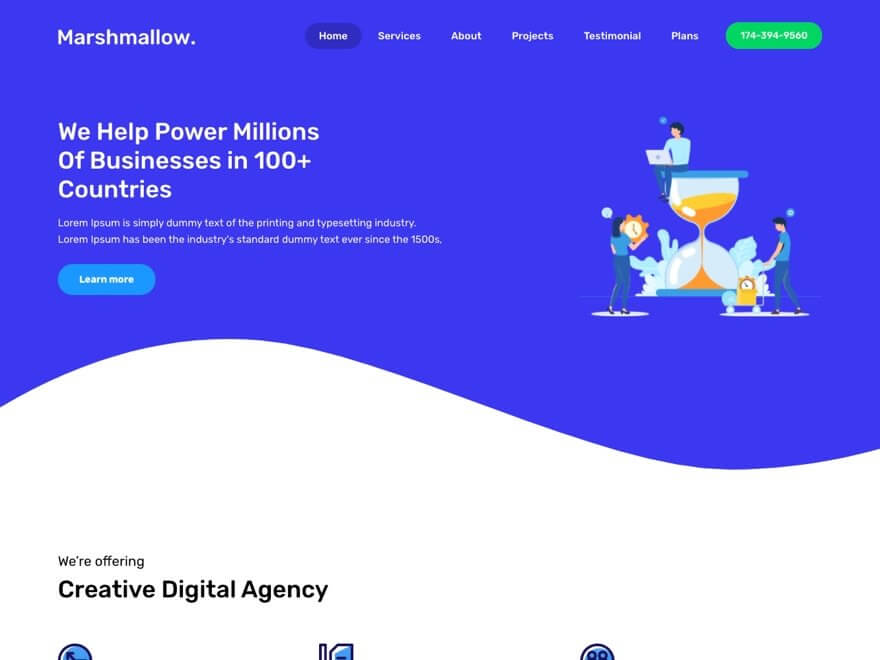 Marshmallow.
Home Services About Projects Testimonial Plans 174-394-9560
We Help Power Millions
Of Businesses in 100+
Countries
Lorem Ipsum is simply dummy text of the printing and typesetting industry.
Lorem Ipsum has been the industry's standard dummy text ever since the 1500s,
Learn more
We're offering
Creative Digital Agency